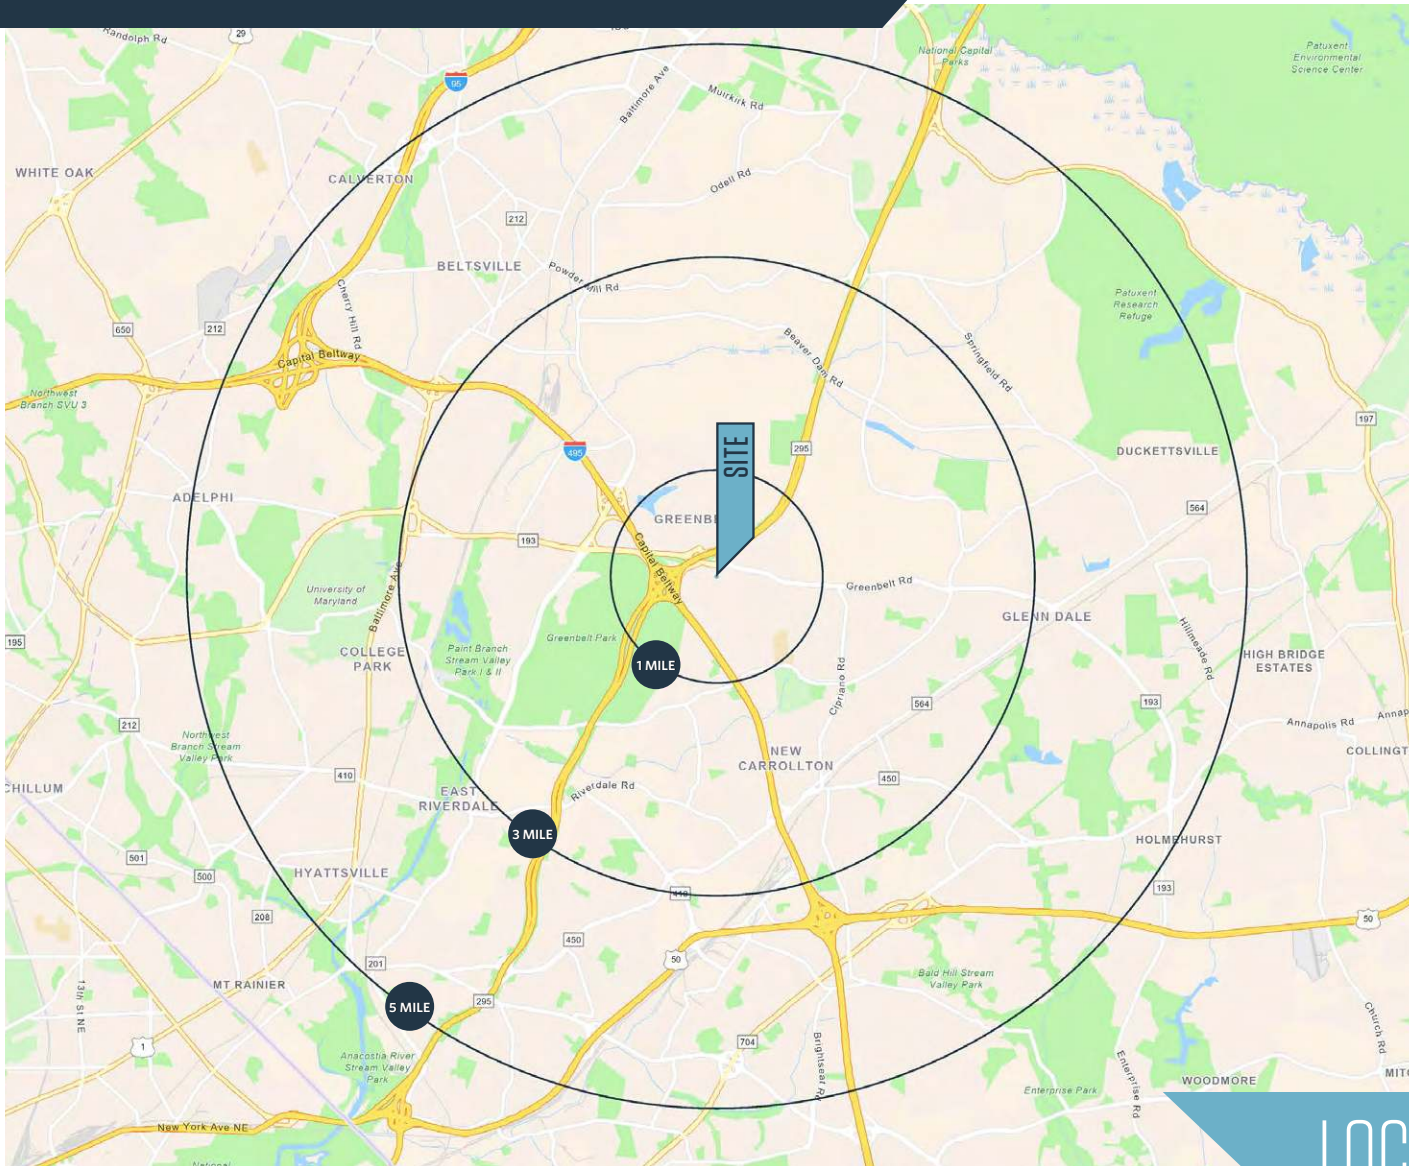 Randolph Rd
29
95
Baltimore Ave
Muirkirk Rd
National Capital
Parks
Patuxent
Environmental
Science Center
WHITE OAK
CALVERTON
Odell Rd
212
BELTSVILLE
Powder Mill Rd
Cherry Hill Rd
650
212
Capital Beltway
Patuxent
Research
Refuge
Beaver Dam Rd
Springfield Rd
Northwest
Branch SVU 3
197
495
SITE
295
DUCKETTSVILLE
ADELPHI
564
GREENBE
193
Capital Beltway
Greenbelt Rd
University of
Maryland
Baltimore Ave
GLENN DALE
195
COLLEGE
PARK
Paint Branch
Stream Valley
Park I & II
Greenbelt Park
1 MILE
Cipriano Rd
Hillmeade Rd
HIGH BRIDGE
ESTATES
564
193
212
Northwest
Branch Stream
Valley Park
Annapolis Rd
Annap
COLLINGT
NEW
CARROLLTON
410
450
CHILLUM
EAST
RIVERDALE
Riverdale Rd
3 MILE
HOLMEHURST
501
500
HYATTSVILLE
193
410
208
50
450
50
201
MT RAINIER
Bald Hill Stream
Valley Park
13th St NE
5 MILE
295
1
704
Brightseat Rd
Church Rd
Anacostia River
Stream Valley
Park
Enterprise Park
Enterprise Rd
WOODMORE
MITC
New York Ave NE
National
LOC